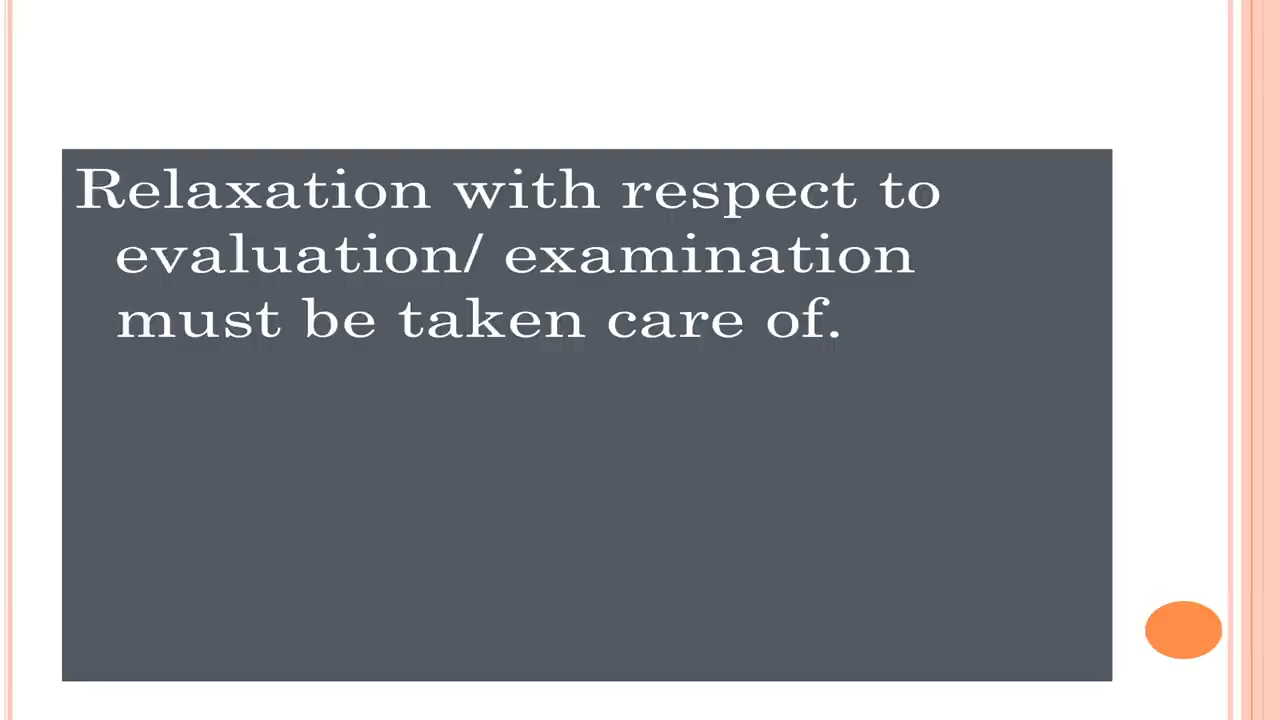 Relaxation with respect to
evaluation/ examination
must be taken care of.